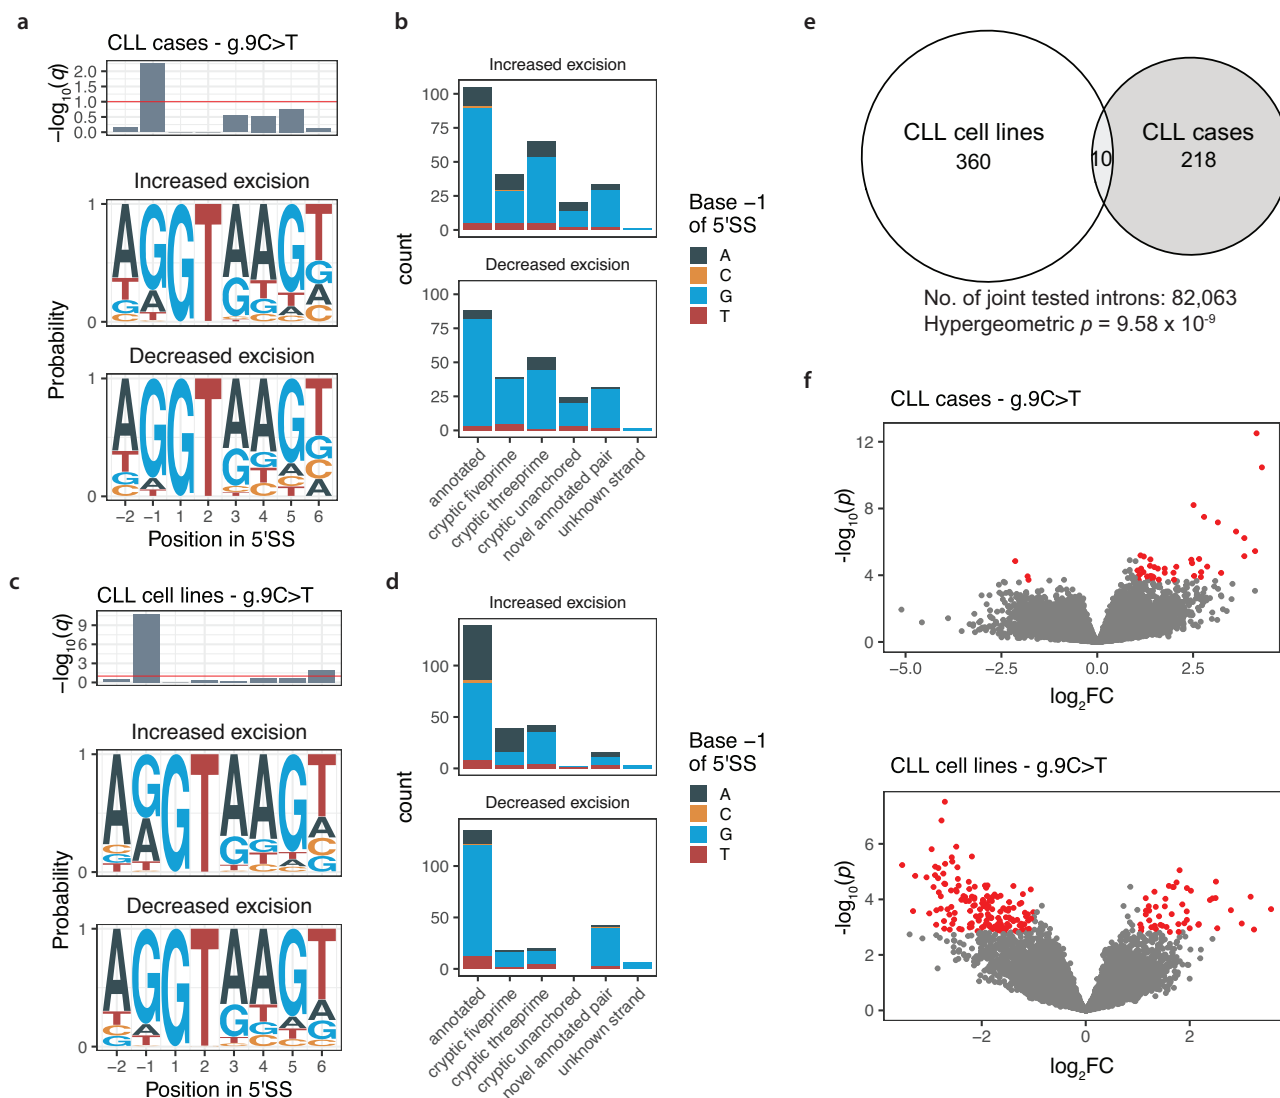 a
CLL cases - g.9C>T
−log10(q)
2.0
1.5
1.0
0.5
0.0
Increased excision
1
0
Decreased excision
1
0
Probability
−2 −1 1 2 3 4 5 6
Position in 5'SS
b
Increased excision
100
75
50
25
0
Decreased excision
100
75
50
25
0
count
annotated
cryptic fiveprime
cryptic threeprime
cryptic unanchored
novel annotated pair
unknown strand
Base −1
of 5'SS
A
C
G
T
c
CLL cell lines - g.9C>T
−log10(q)
9
6
3
0
Increased excision
1
0
Decreased excision
1
0
Probability
−2 −1 1 2 3 4 5 6
Position in 5'SS
d
Increased excision
100
50
0
Decreased excision
100
50
0
count
annotated
cryptic fiveprime
cryptic threeprime
cryptic unanchored
novel annotated pair
unknown strand
Base −1
of 5'SS
A
C
G
T
e
CLL cell lines
360
10
CLL cases
218
No. of joint tested introns: 82,063
Hypergeometric p = 9.58 x 10-9
f
CLL cases - g.9C>T
-log10(p)
12
8
4
0
−5.0 −2.5 0.0 2.5
log2FC
CLL cell lines - g.9C>T
-log10(p)
6
4
2
0
−2 0 2
log2FC